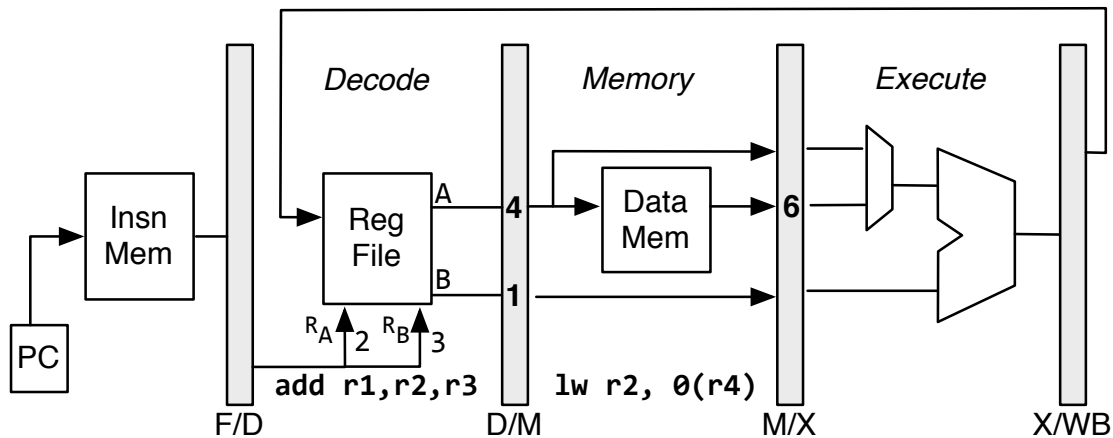 Decode
Memory
Execute
Insn
Mem
Reg
File
A
B
4
1
Data
Mem
6
PC
RA
2
RB
3
add r1,r2,r3
lw r2, 0(r4)
F/D
D/M
M/X
X/WB